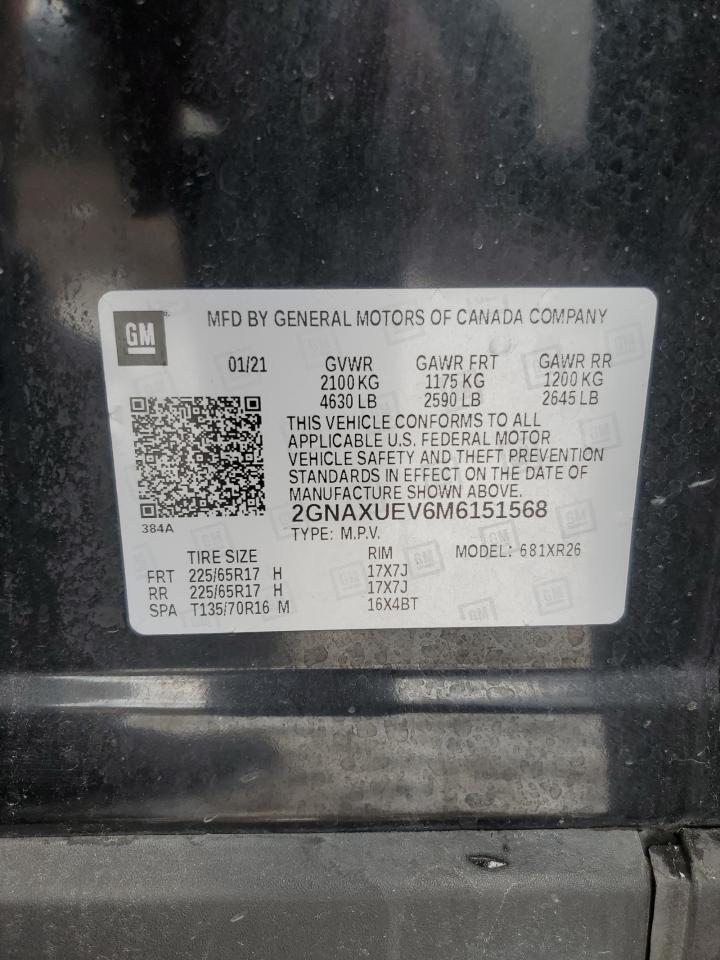 GM
MFD BY GENERAL MOTORS OF CANADA COMPANY
01/21 GVWR GAWR FRT GAWR RR
2100 KG 1175 KG 1200 KG
4630 LB 2590 LB 2645 LB
THIS VEHICLE CONFORMS TO ALL
APPLICABLE U.S. FEDERAL MOTOR
VEHICLE SAFETY AND THEFT PREVENTION
STANDARDS IN EFFECT ON THE DATE OF
MANUFACTURE SHOWN ABOVE.
2GNAXUEV6M6151568
384A
TYPE: M.P.V.
TIRE SIZE RIM MODEL: 681XR26
FRT 225/65R17 H 17X7J
RR 225/65R17 H 17X7J
SPA T135/70R16 M 16X4BT